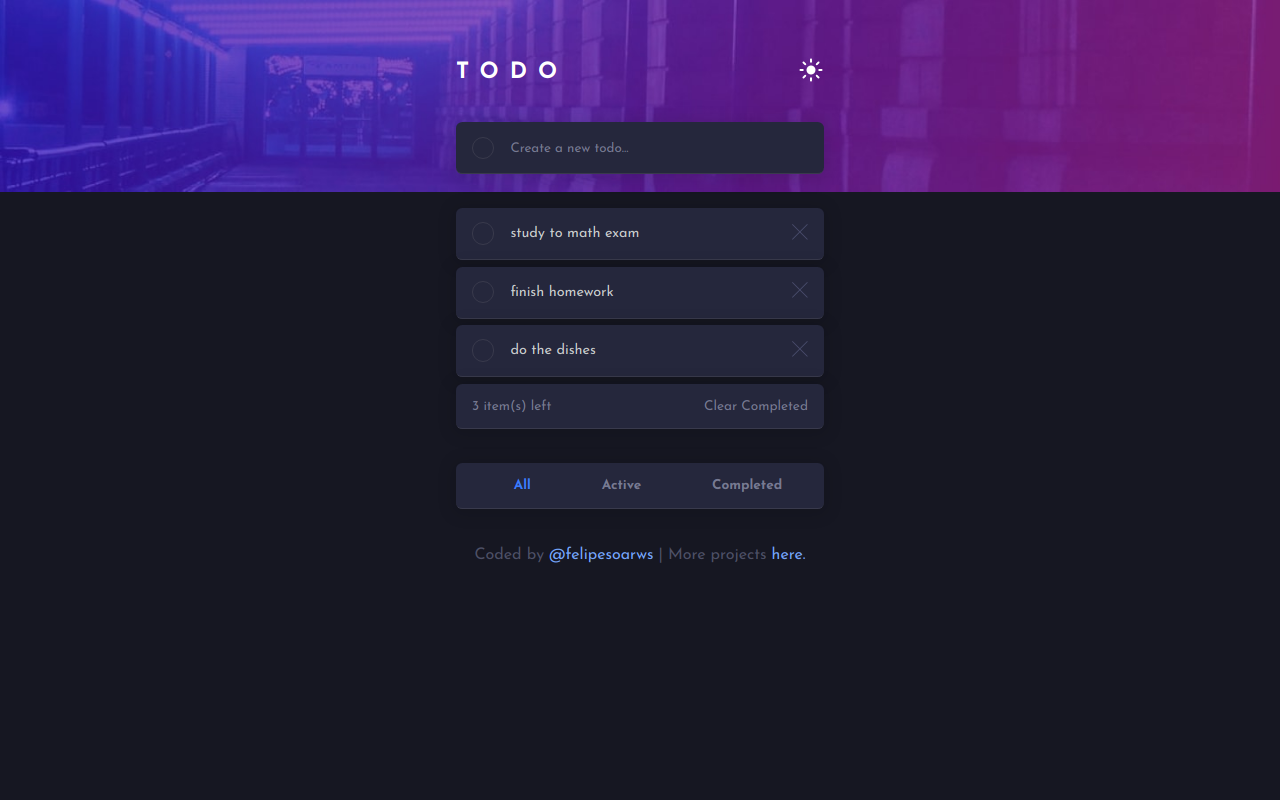 TODO
Create a new todo...
study to math exam
finish homework
do the dishes
3 item(s) left Clear Completed
All Active Completed
Coded by @felipesoarws | More projects here.